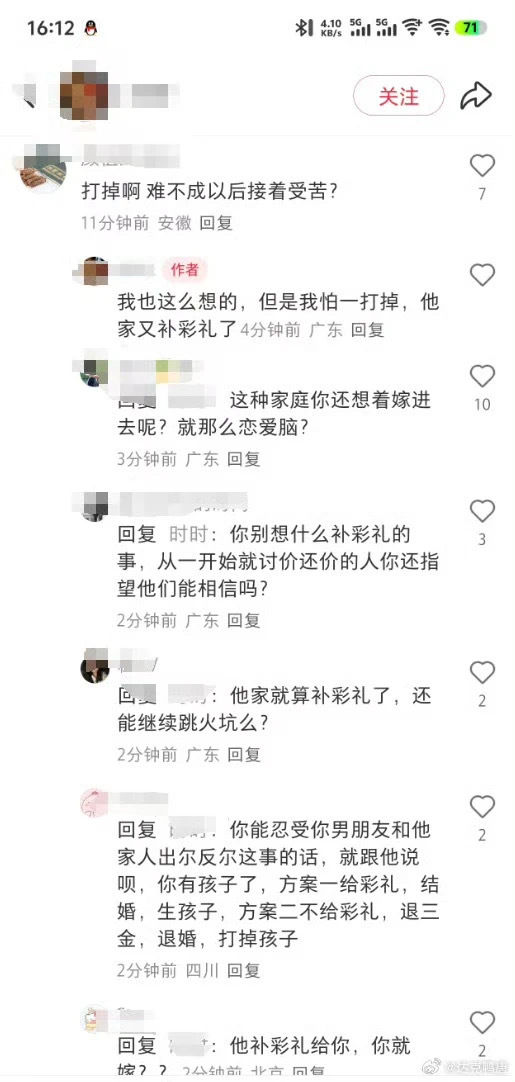 16:12
4.10
KB/s
5G
5G
71
关注
打掉啊 难不成以后接着受苦?
7
11分钟前 安徽 回复
作者
我也这么想的，但是我怕一打掉，他
家又补彩礼了 4分钟前 广东 回复
回复 这种家庭你还想着嫁进
去呢？就那么恋爱脑？
10
3分钟前 广东 回复
回复 时时：你别想什么补彩礼的
事，从一开始就讨价还价的人你还指
望他们能相信吗？
3
2分钟前 广东 回复
回复 ：他家就算补彩礼了，还
能继续跳火坑么？
2
2分钟前 广东 回复
回复 ：你能忍受你男朋友和他
家人出尔反尔这事的话，就跟他说
呗，你有孩子了，方案一给彩礼，结
婚，生孩子，方案二不给彩礼，退三
金，退婚，打掉孩子
2
2分钟前 四川 回复
回复 ：他补彩礼给你，你就
嫁？？ 2分钟前 北京 回复
2